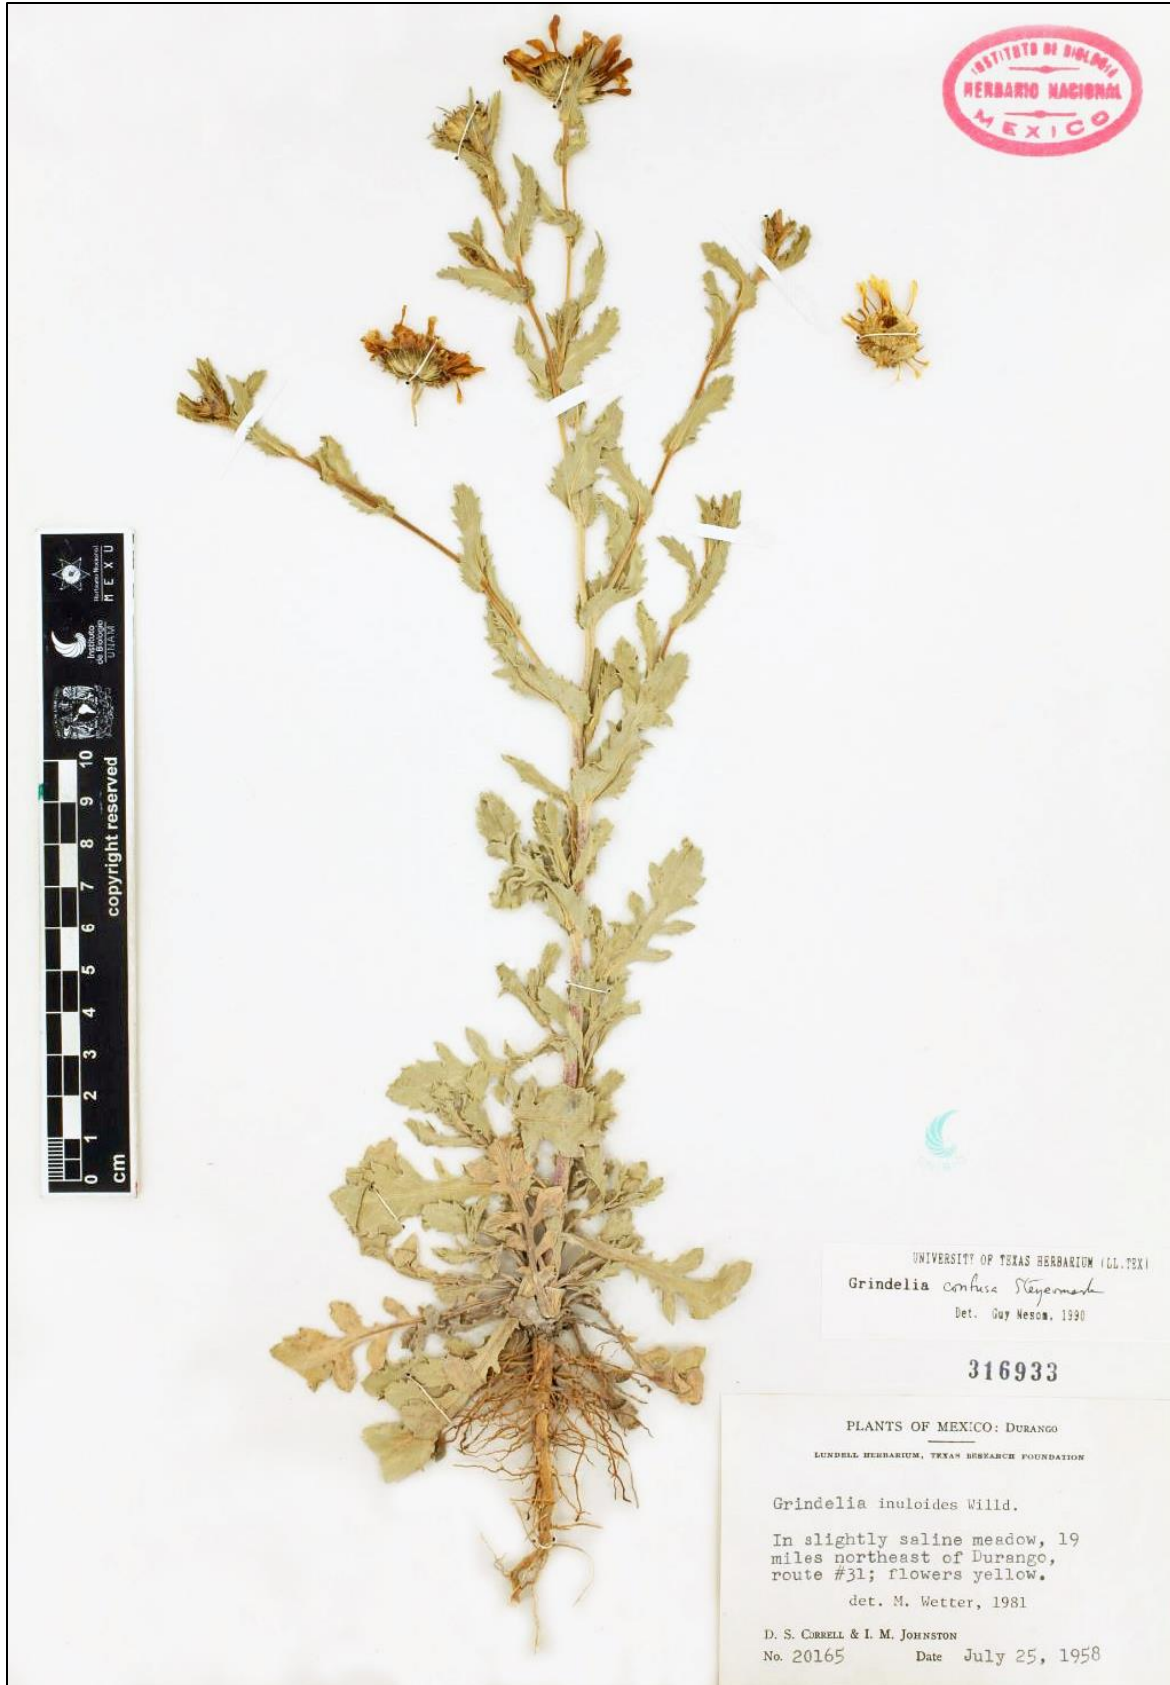 INSTITUTO DE BIOLOGIA
HERBARIO NACIONAL
MEXICO
Herbario Nacional
MEXU
Instituto
de Biología
UNAM
copyright reserved
10
9
8
7
6
5
4
3
2
1
0
cm
UNIVERSITY OF TEXAS HERBARIUM (LL,TEX)
Grindelia confusa Steyermark
Det. Guy Nesom, 1990
316933
PLANTS OF MEXICO: DURANGO
LUNDELL HERBARIUM, TEXAS RESEARCH FOUNDATION
Grindelia inuloides Willd.
In slightly saline meadow, 19
miles northeast of Durango,
route #31; flowers yellow.
det. M. Wetter, 1981
D. S. CORRELL & I. M. JOHNSTON
No. 20165 Date July 25, 1958